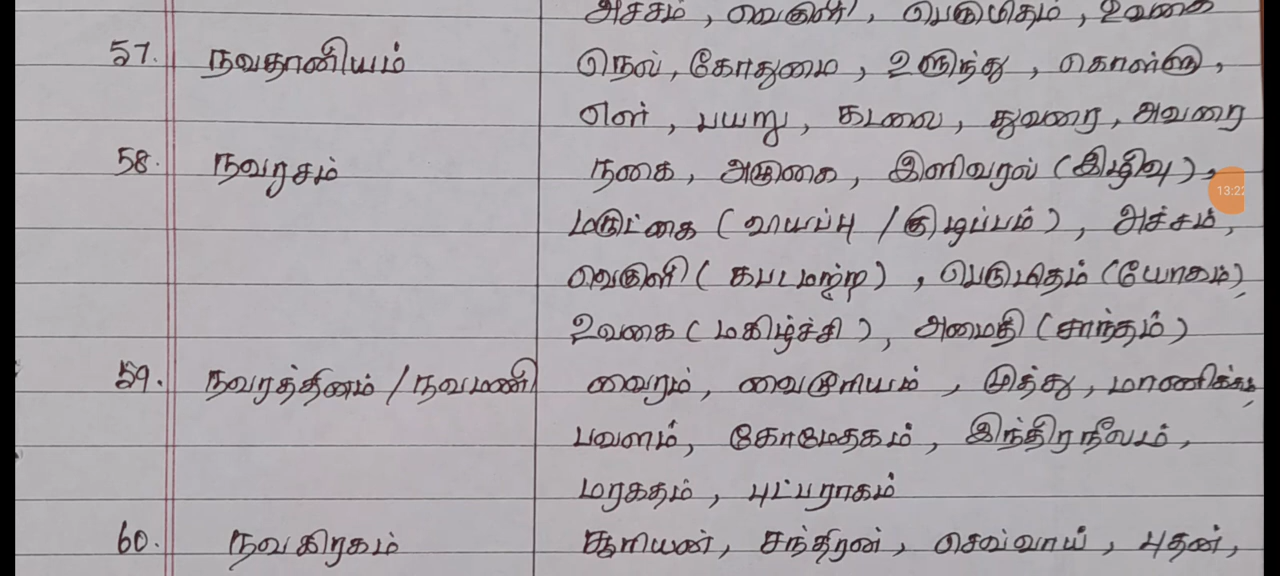 அச்சம், வெகுளி, பெருமிதம், உவகை
57. நவதானியம் நெல், கோதுமை, உளுந்து, கொள்ளு,
எள், பயறு, கடலை, துவரை, அவரை
58. நவரசம் நகை, அழுகை, இளிவரல் (இழிவு),
13:22
மருட்கை (வியப்பு / குழப்பம்), அச்சம்,
வெகுளி (கபடமற்ற), பெருமிதம் (யோகம்),
உவகை (மகிழ்ச்சி), அமைதி (சாந்தம்)
59. நவரத்தினம் / நவமணி வைரம், வைடூரியம், முத்து, மாணிக்கம்,
பவளம், கோமேதகம், இந்திரநீலம்,
மரகதம், புட்பராகம்
60. நவகிரகம் சூரியன், சந்திரன், செவ்வாய், புதன்,